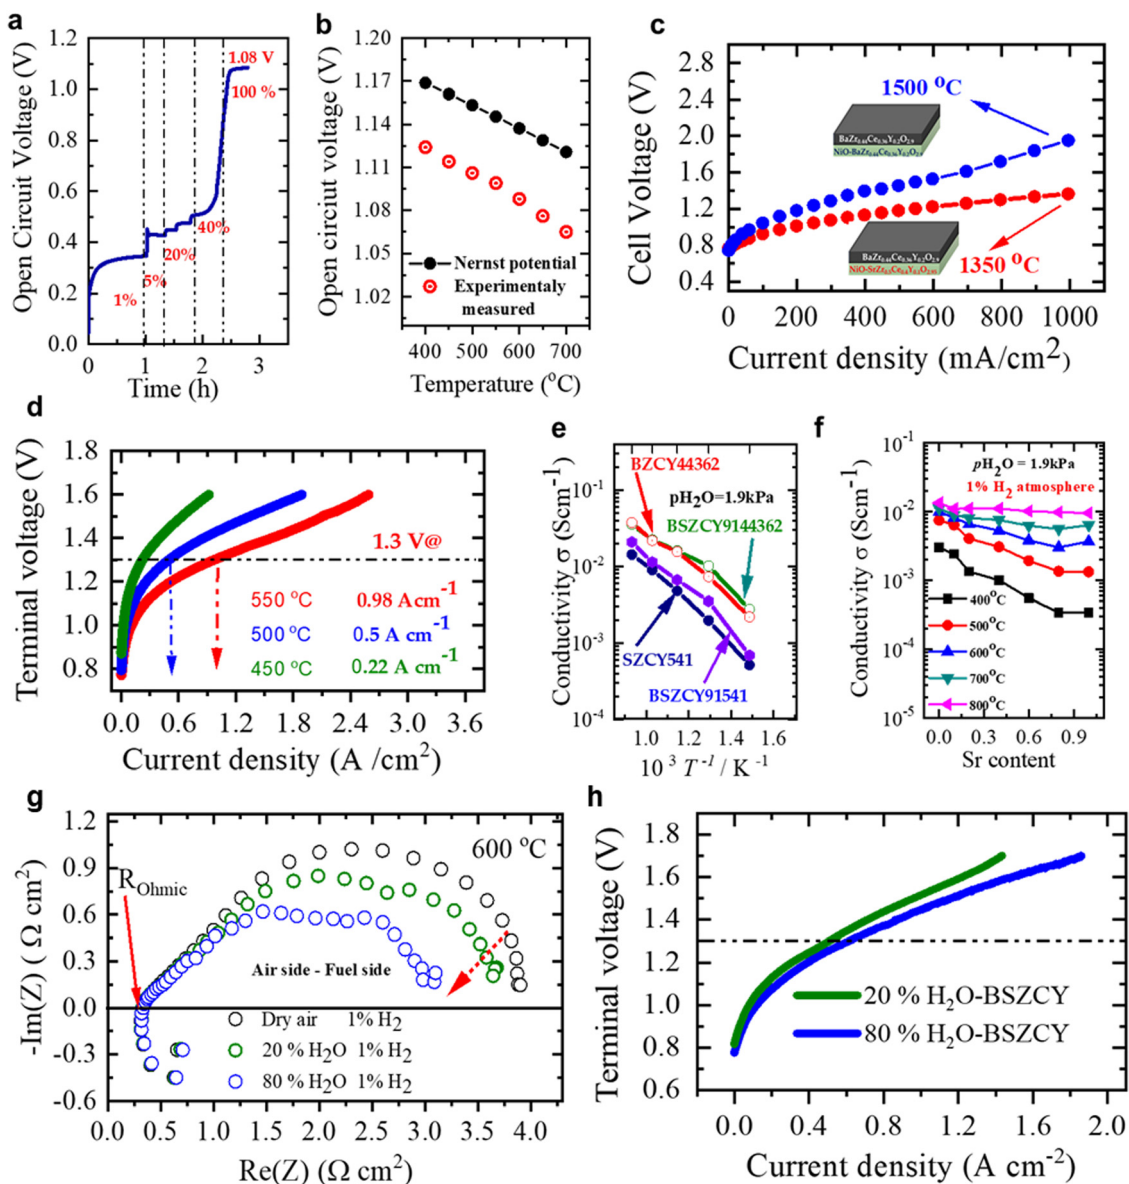 a
Open Circuit Voltage (V)
1.2
1.0
0.8
0.6
0.4
0.2
0.0
1.08 V
100 %
40%
20%
5%
1%
0 1 2 3
Time (h)
b
Open circiut voltage (V)
1.20
1.17
1.14
1.11
1.08
1.05
1.02
Nernst potential
Experimentaly
measured
400 500 600 700
Temperature (°C)
c
Cell Voltage (V)
2.8
2.4
2.0
1.6
1.2
0.8
0.4
1500 °C
1350 °C
0 200 400 600 800 1000
Current density (mA/cm²)
d
Terminal voltage (V)
1.8
1.6
1.4
1.2
1.0
0.8
1.3 V@
550 °C 0.98 Acm⁻¹
500 °C 0.5 A cm⁻¹
450 °C 0.22 A cm⁻¹
0.0 0.6 1.2 1.8 2.4 3.0 3.6
Current density (A /cm²)
e
Conductivity σ (Scm⁻¹)
10⁻¹
10⁻²
10⁻³
10⁻⁴
BZCY44362
pH₂O=1.9kPa
BSZCY9144362
SZCY541
BSZCY91541
1.0 1.2 1.4 1.6
10³ T⁻¹ / K⁻¹
f
Conductivity σ (Scm⁻¹)
10⁻¹
10⁻²
10⁻³
10⁻⁴
10⁻⁵
pH₂O = 1.9kPa
1% H₂ atmosphere
400°C
500°C
600°C
700°C
800°C
0.0 0.3 0.6 0.9
Sr content
g
-Im(Z) (Ω cm²)
1.2
0.9
0.6
0.3
0.0
-0.3
-0.6
600 °C
R_Ohmic
Air side - Fuel side
Dry air 1% H₂
20 % H₂O 1% H₂
80 % H₂O 1% H₂
0.0 0.5 1.0 1.5 2.0 2.5 3.0 3.5 4.0
Re(Z) (Ω cm²)
h
Terminal voltage (V)
1.8
1.6
1.4
1.2
1.0
0.8
0.6
20 % H₂O-BSZCY
80 % H₂O-BSZCY
0.0 0.4 0.8 1.2 1.6 2.0
Current density (A cm⁻²)